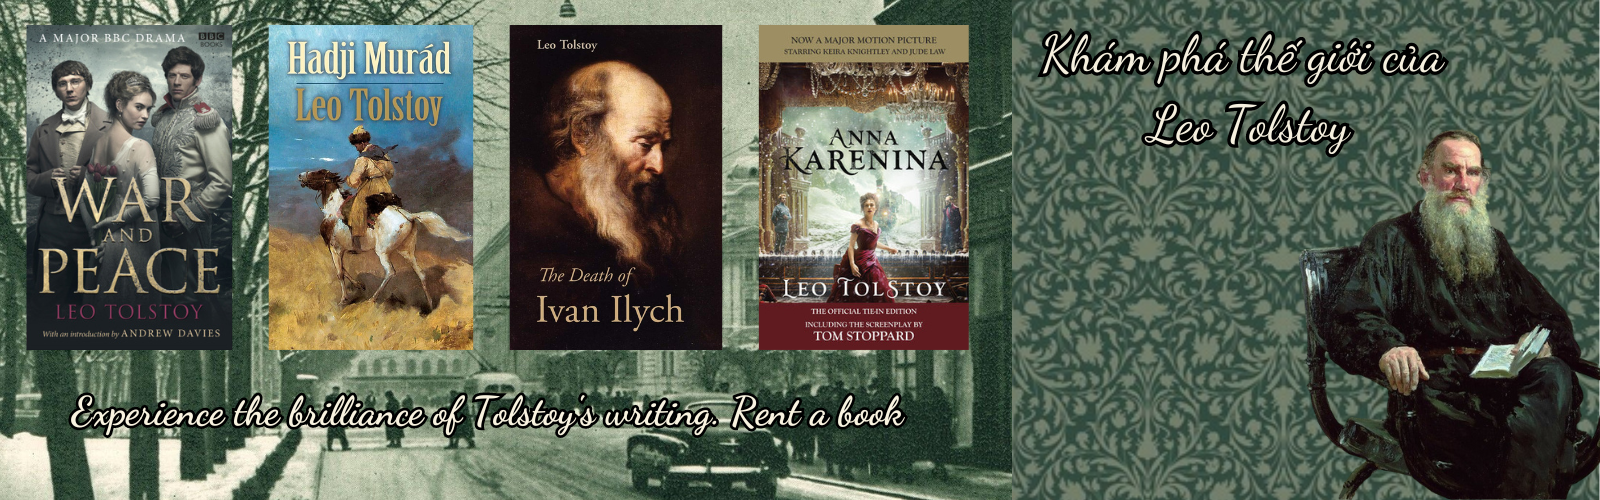 A MAJOR BBC DRAMA
BBC
BOOKS
WAR
AND
PEACE
LEO TOLSTOY
With an introduction by ANDREW DAVIES
Hadji Murád
Leo Tolstoy
Leo Tolstoy
The Death of
Ivan Ilych
NOW A MAJOR MOTION PICTURE
STARRING KEIRA KNIGHTLEY AND JUDE LAW
ANNA
KARENINA
LEO TOLSTOY
THE OFFICIAL TIE-IN EDITION
INCLUDING THE SCREENPLAY BY
TOM STOPPARD
Experience the brilliance of Tolstoy's writing. Rent a book
Khám phá thế giới của
Leo Tolstoy